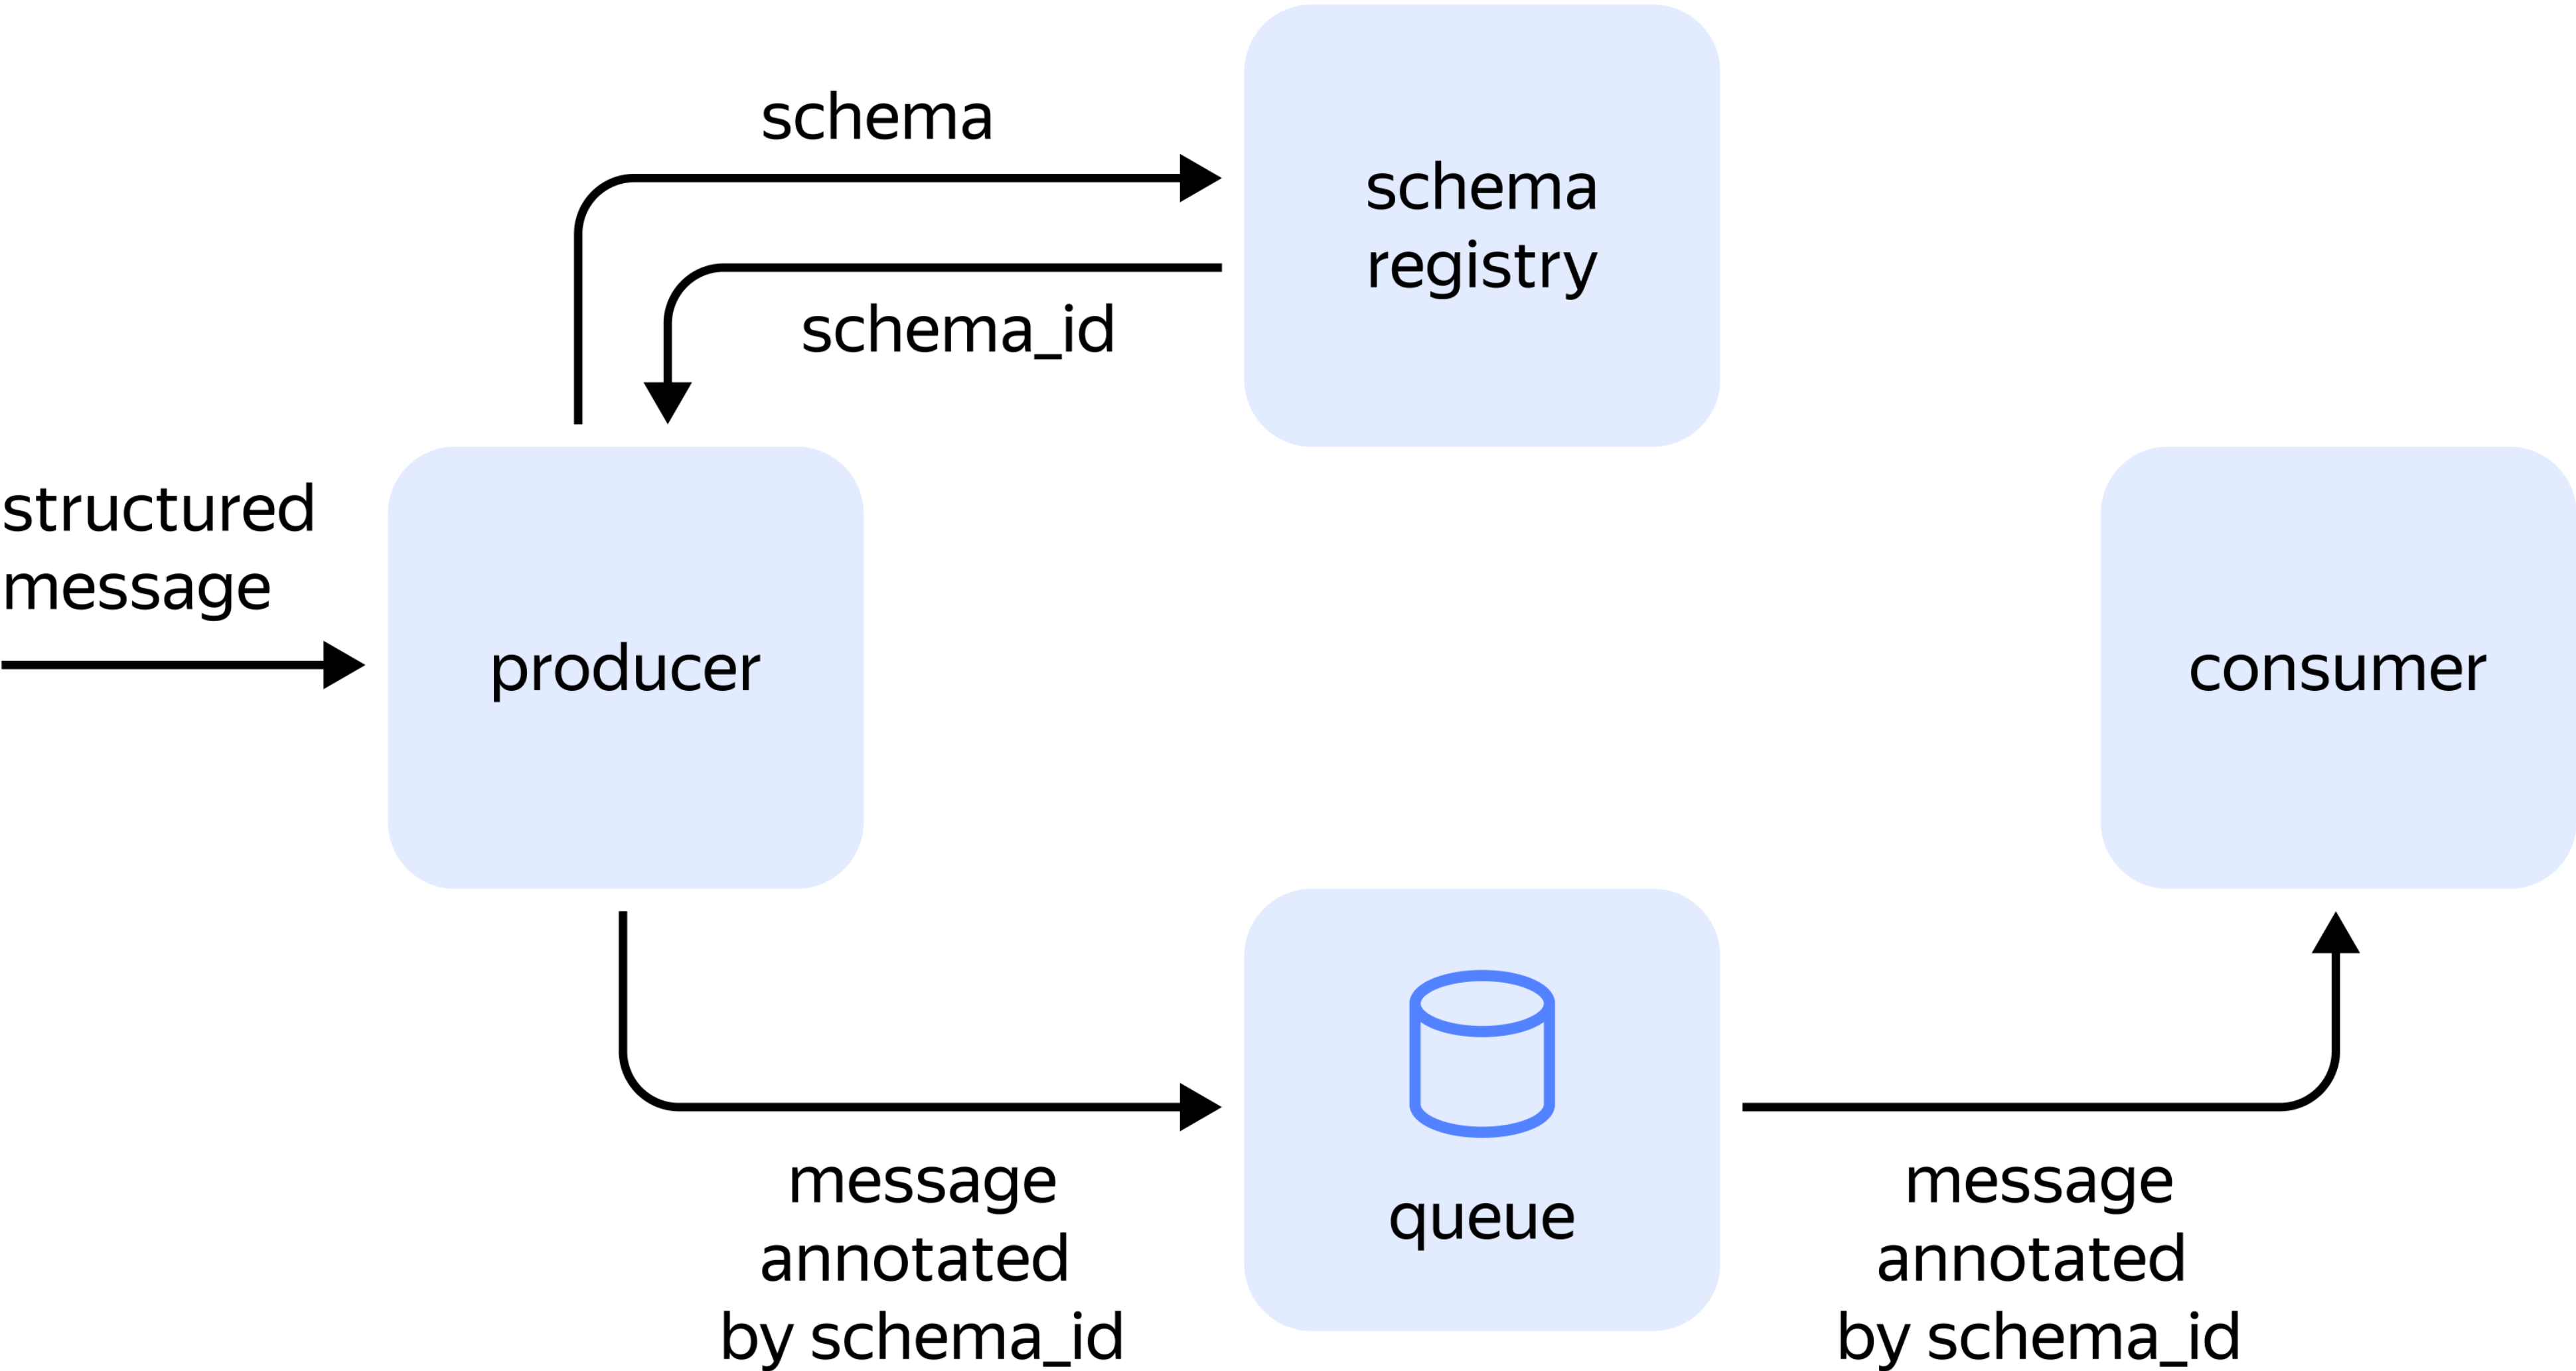 schema
schema
registry
schema_id
structured
message
producer
consumer
message
annotated
by schema_id
queue
message
annotated
by schema_id